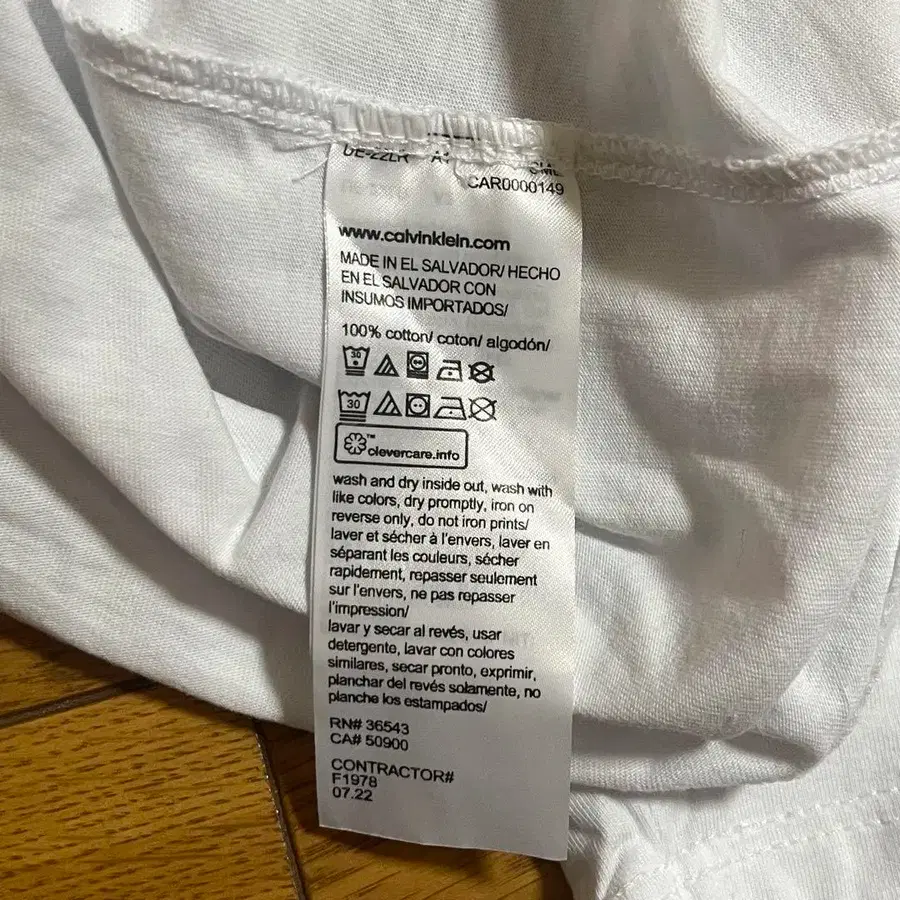 CAR0000149
www.calvinklein.com
MADE IN EL SALVADOR/ HECHO
EN EL SALVADOR CON
INSUMOS IMPORTADOS/
100% cotton/ coton/ algodón/
30
30
™
clevercare.info
wash and dry inside out, wash with
like colors, dry promptly, iron on
reverse only, do not iron prints/
laver et sécher à l'envers, laver en
séparant les couleurs, sécher
rapidement, repasser seulement
sur l'envers, ne pas repasser
l'impression/
lavar y secar al revés, usar
detergente, lavar con colores
similares, secar pronto, exprimir,
planchar del revés solamente, no
planche los estampados/
RN# 36543
CA# 50900
CONTRACTOR#
F1978
07.22